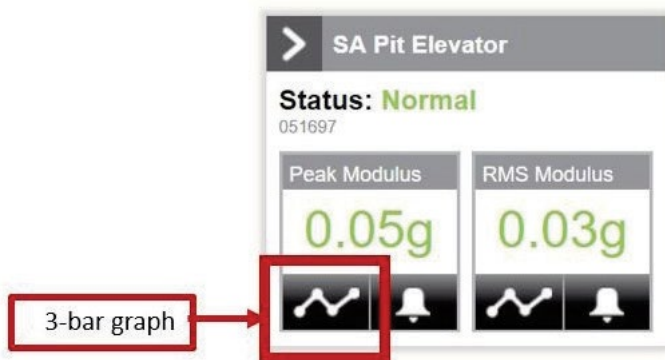 SA Pit Elevator
Status: Normal
051697
Peak Modulus
RMS Modulus
0.05g
0.03g
3-bar graph